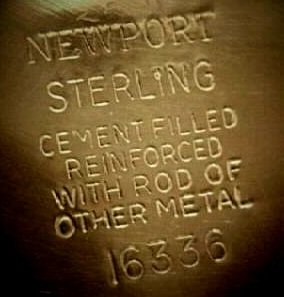 NEWPORT
STERLING
CEMENT FILLED
REINFORCED
WITH ROD OF
OTHER METAL
16336